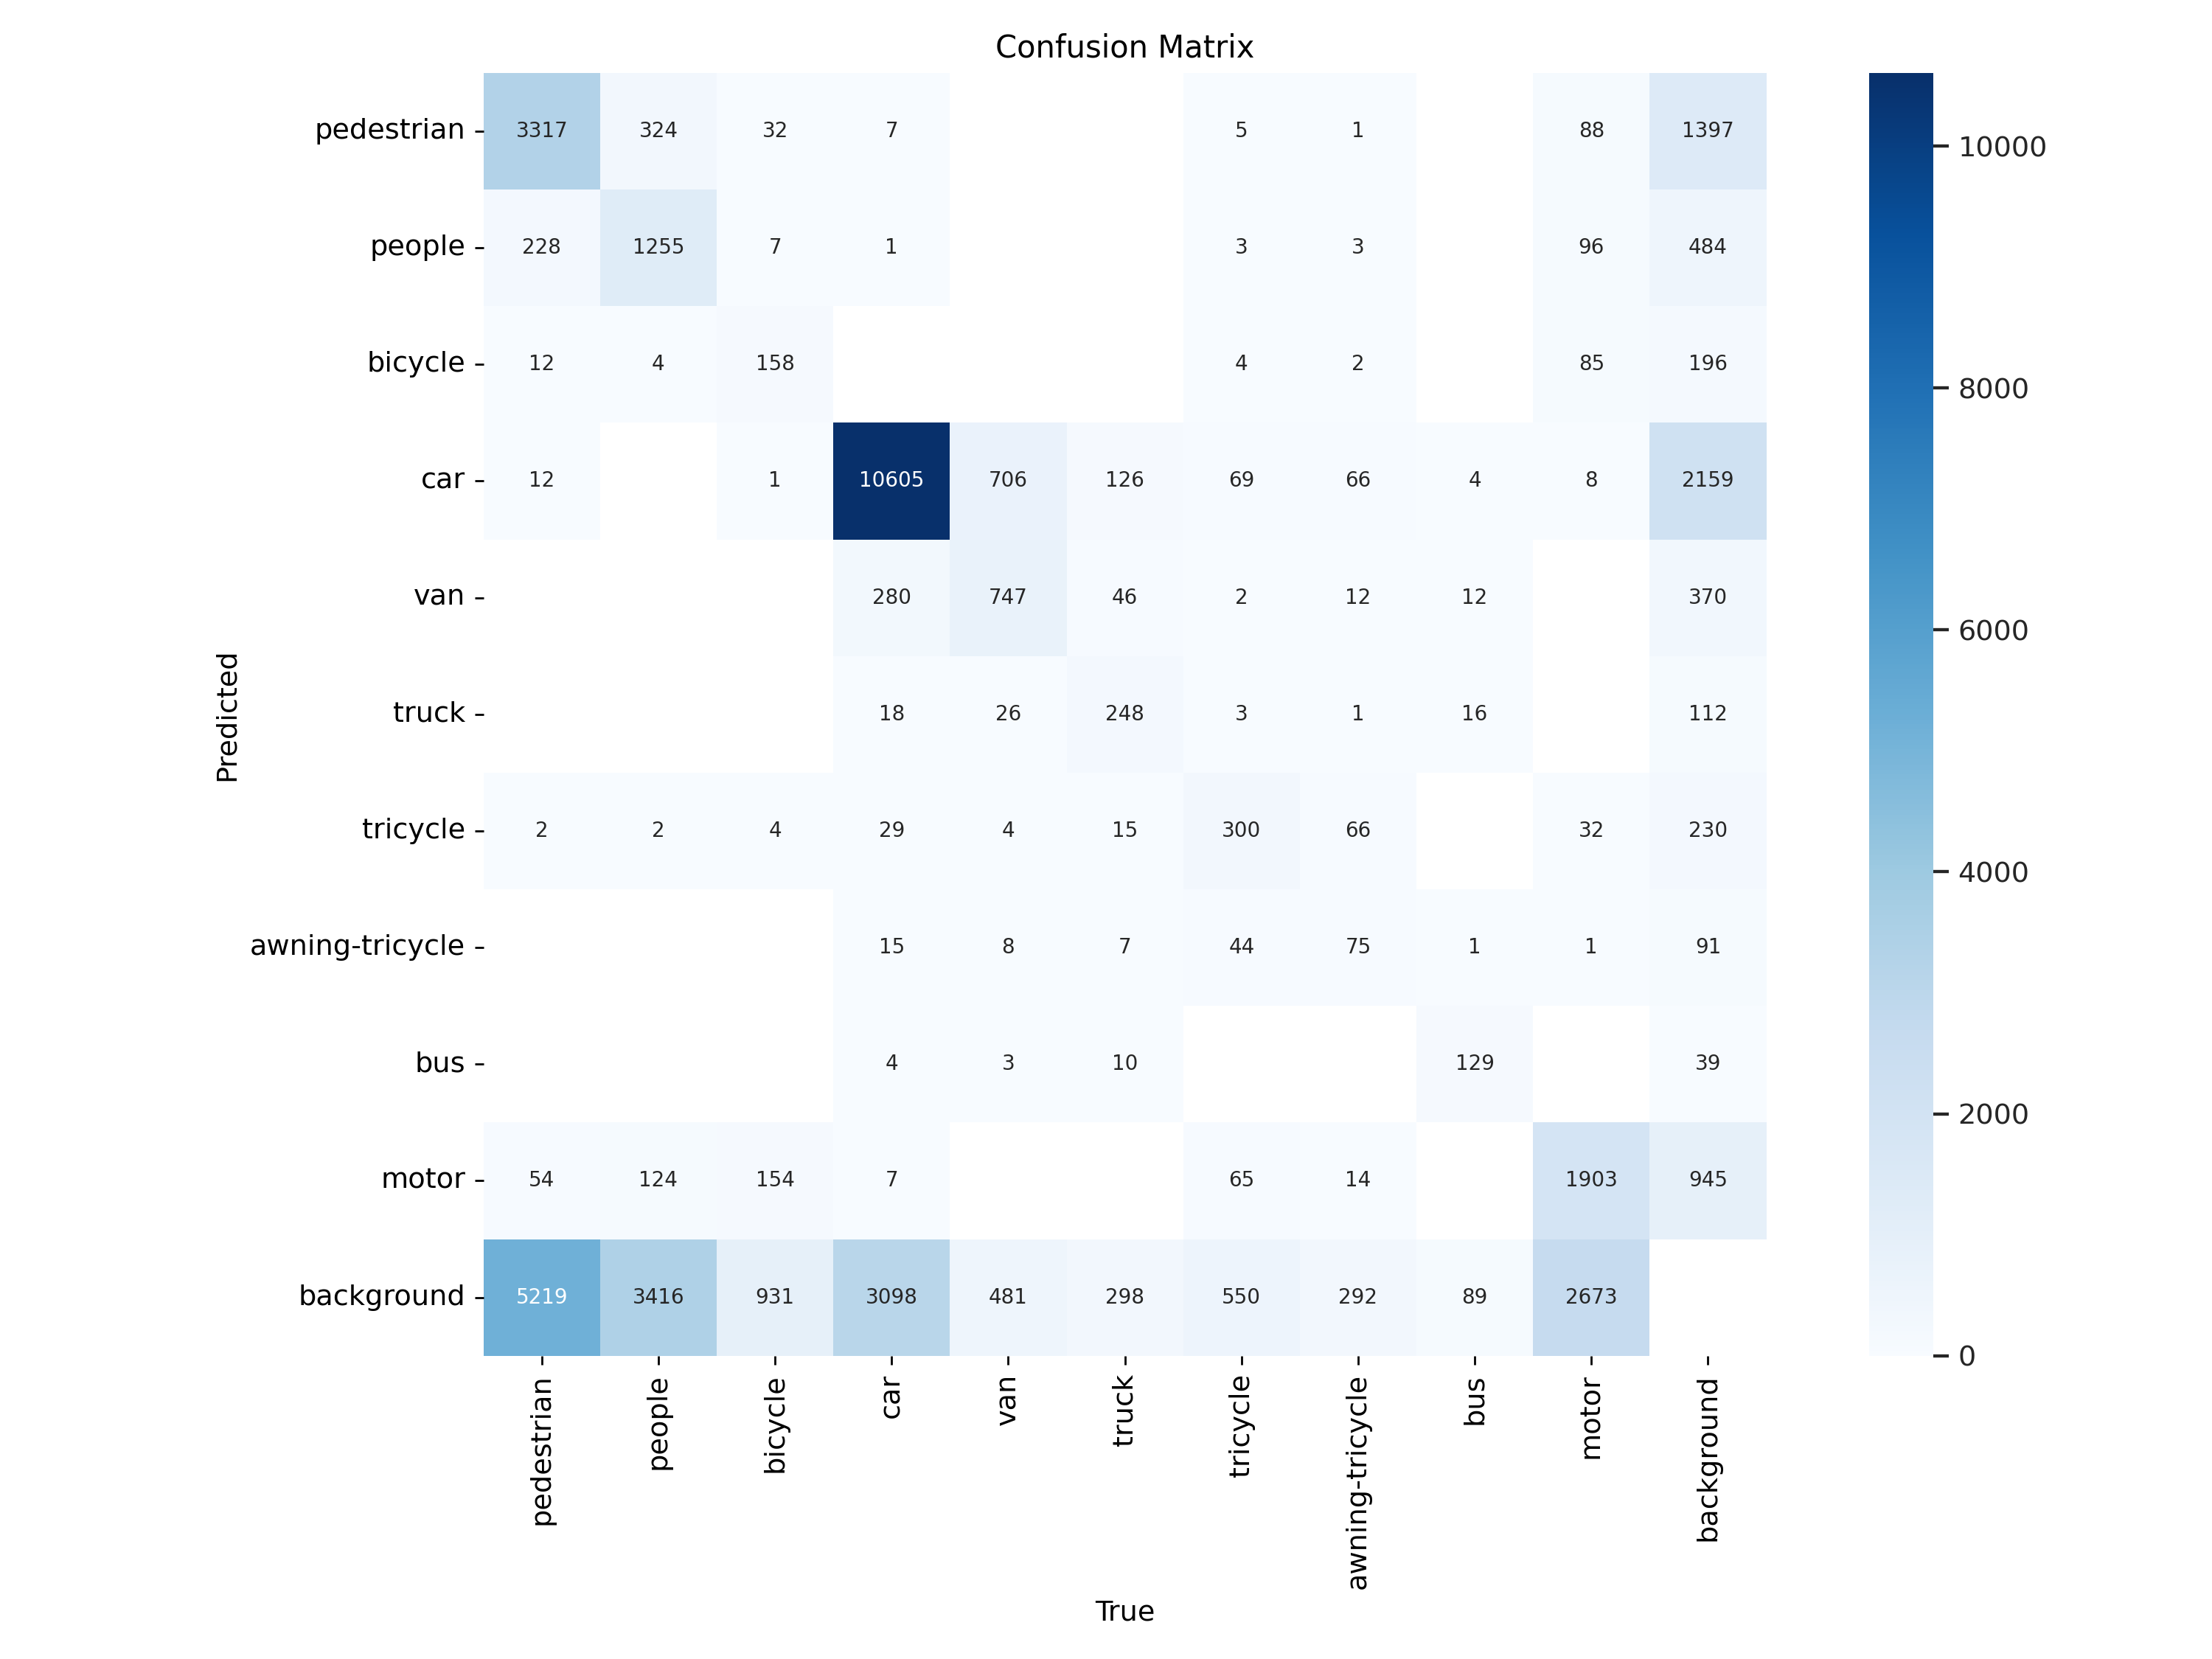 Confusion Matrix
pedestrian 3317 324 32 7 5 1 88 1397
people 228 1255 7 1 3 3 96 484
bicycle 12 4 158 4 2 85 196
car 12 1 10605 706 126 69 66 4 8 2159
van 280 747 46 2 12 12 370
truck 18 26 248 3 1 16 112
tricycle 2 2 4 29 4 15 300 66 32 230
awning-tricycle 15 8 7 44 75 1 1 91
bus 4 3 10 129 39
motor 54 124 154 7 65 14 1903 945
background 5219 3416 931 3098 481 298 550 292 89 2673
Predicted
pedestrian people bicycle car van truck tricycle awning-tricycle bus motor background
True
10000
8000
6000
4000
2000
0